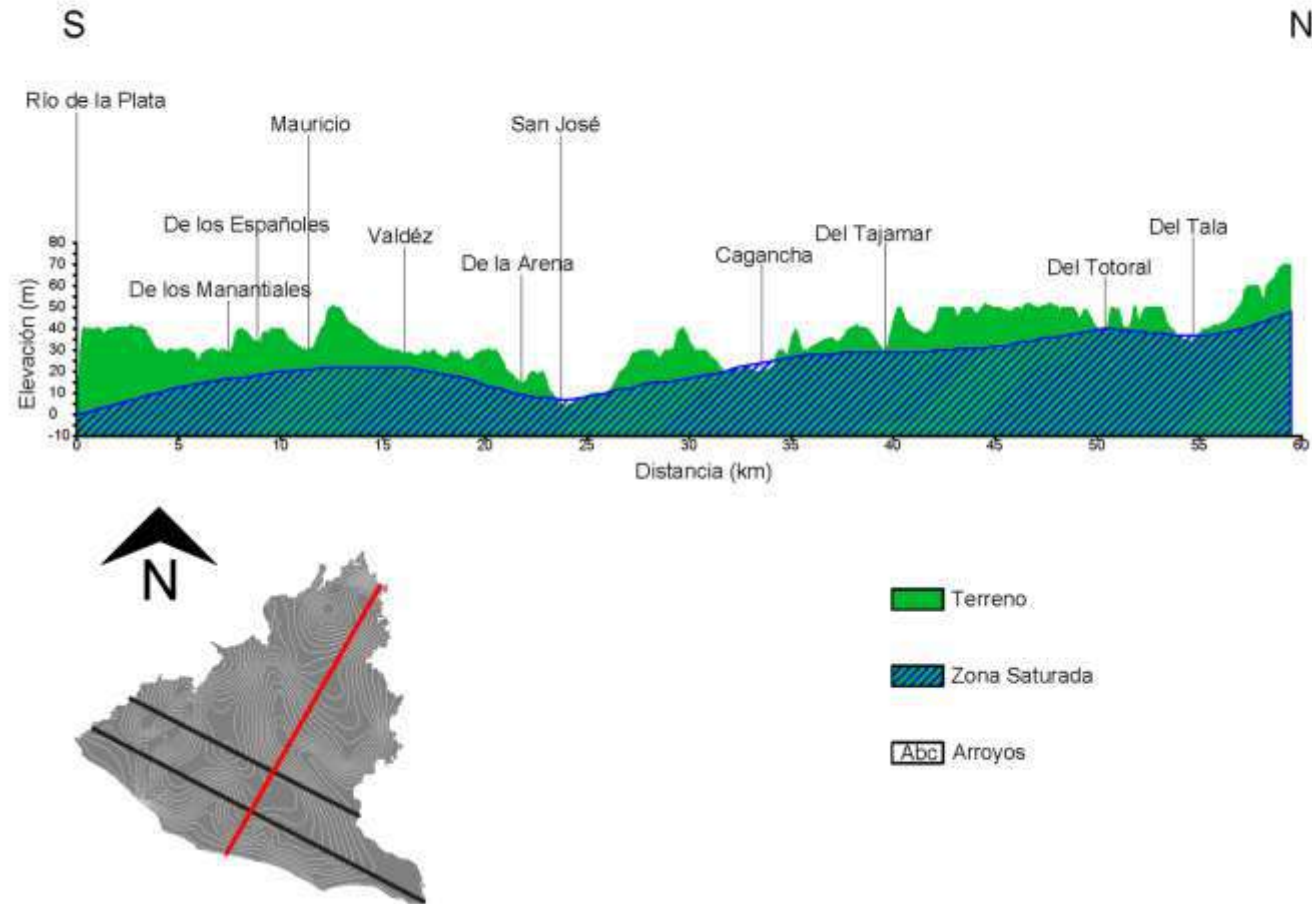 S
N
Río de la Plata
Mauricio
San José
De los Españoles
Valdéz
De la Arena
De los Manantiales
Cagancha
Del Tajamar
Del Totoral
Del Tala
Elevación (m)
80
70
60
50
40
30
20
10
0
-10
0 5 10 15 20 25 30 35 40 45 50 55 60
Distancia (km)
N
Terreno
Zona Saturada
Abc Arroyos